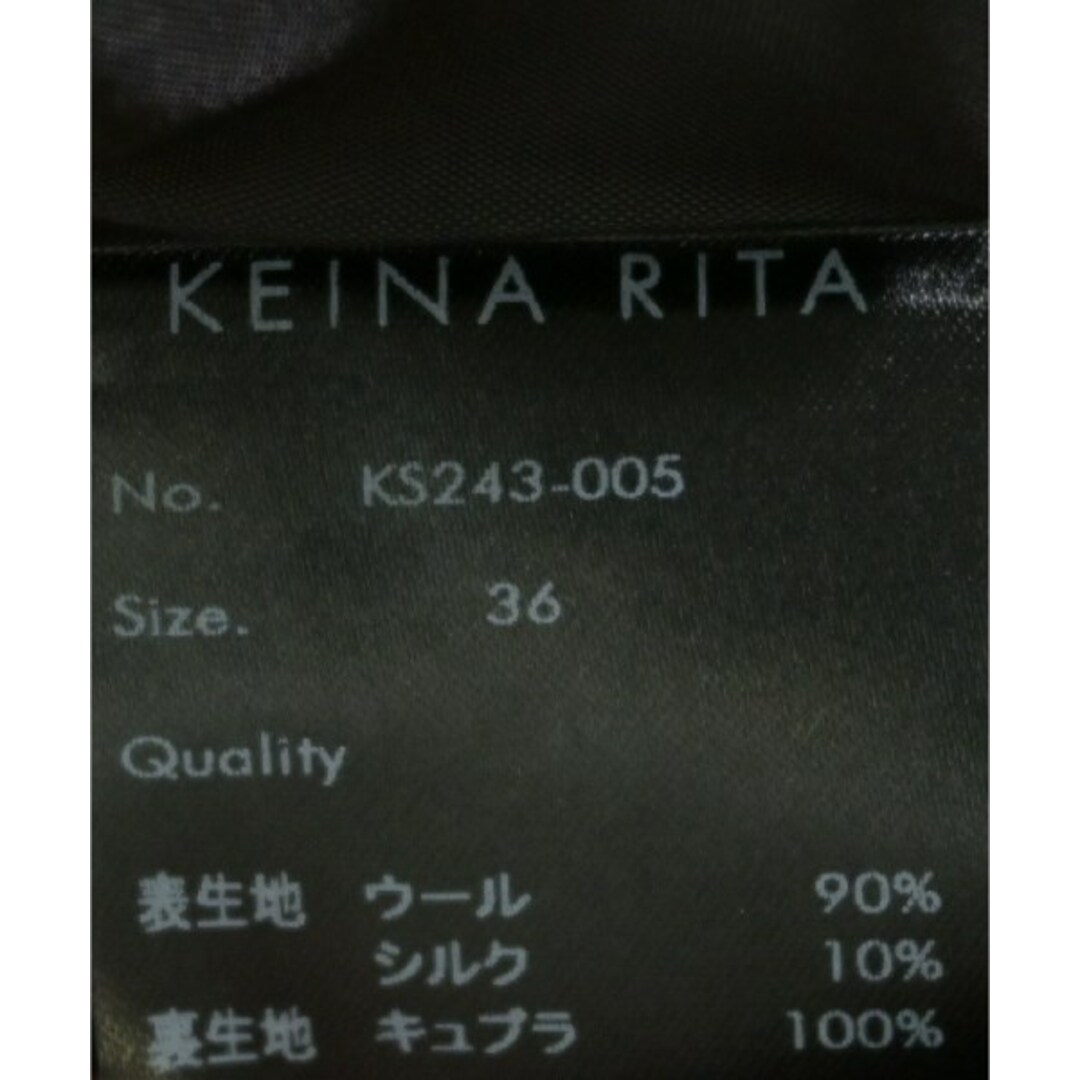 KEINA RITA
No. KS243-005
Size. 36
Quality
表生地 ウール 90%
シルク 10%
裏生地 キュプラ 100%